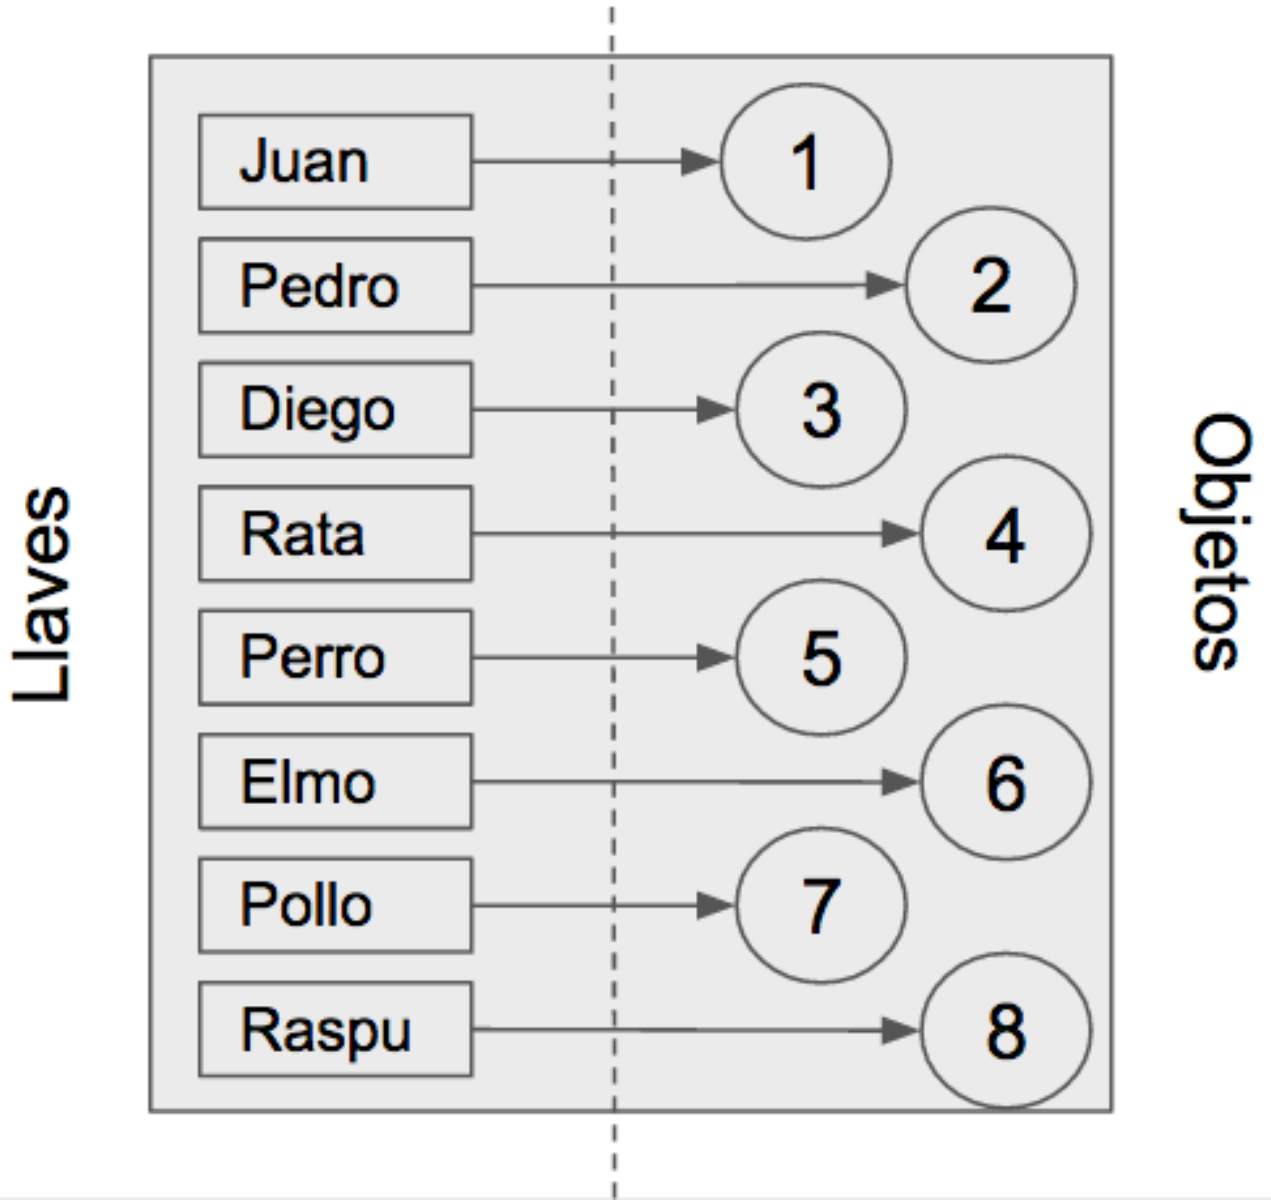 Llaves
Juan
1
Pedro
2
Diego
3
Rata
4
Perro
5
Elmo
6
Pollo
7
Raspu
8
Objetos